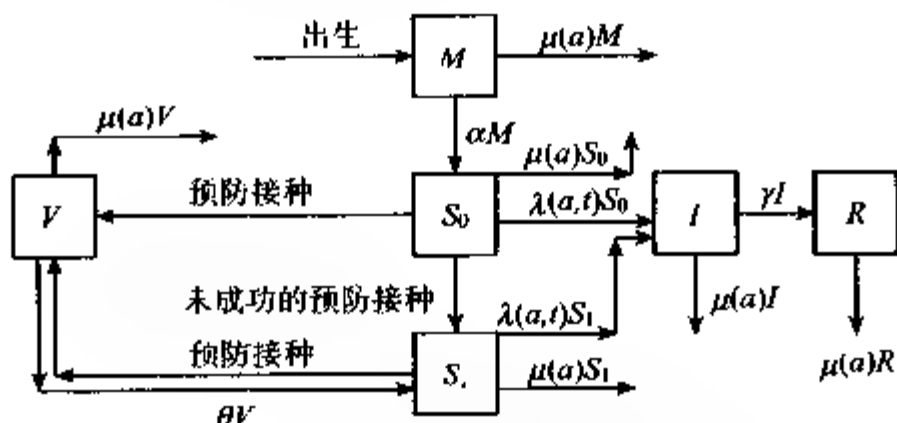 出生
M
μ(a)M
αM
μ(a)V
μ(a)S₀
预防接种
λ(a,t)S₀
V
S₀
I
γI
R
未成功的预防接种
λ(a,t)S₁
μ(a)I
预防接种
S.
μ(a)S₁
μ(a)R
θV